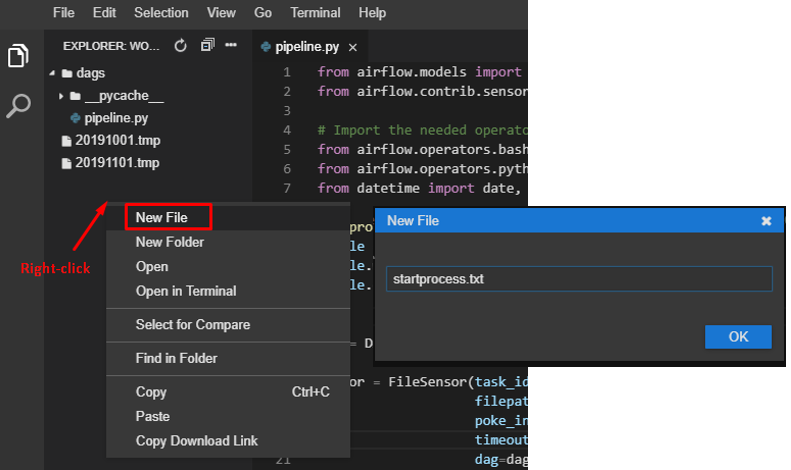 File Edit Selection View Go Terminal Help
EXPLORER: WO...
dags
__pycache__
pipeline.py
20191001.tmp
20191101.tmp
pipeline.py
1 from airflow.models import
2 from airflow.contrib.sensor
3
4 # Import the needed operato
5 from airflow.operators.bash
6 from airflow.operators.pyth
7 from datetime import date,
Right-click
New File
New Folder
Open
Open in Terminal
Select for Compare
Find in Folder
Copy Ctrl+C
Paste
Copy Download Link
pro
le
le.
le.
= D
or = FileSensor(task_id
filepat
poke_in
timeout
21 dag=dag
New File
startprocess.txt
OK